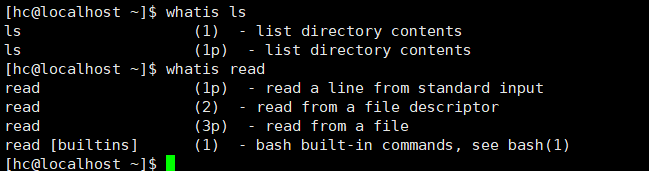 [hc@localhost ~]$ whatis ls
ls                   (1)  - list directory contents
ls                   (1p)  - list directory contents
[hc@localhost ~]$ whatis read
read                 (1p)  - read a line from standard input
read                 (2)  - read from a file descriptor
read                 (3p)  - read from a file
read [builtins]      (1)  - bash built-in commands, see bash(1)
[hc@localhost ~]$